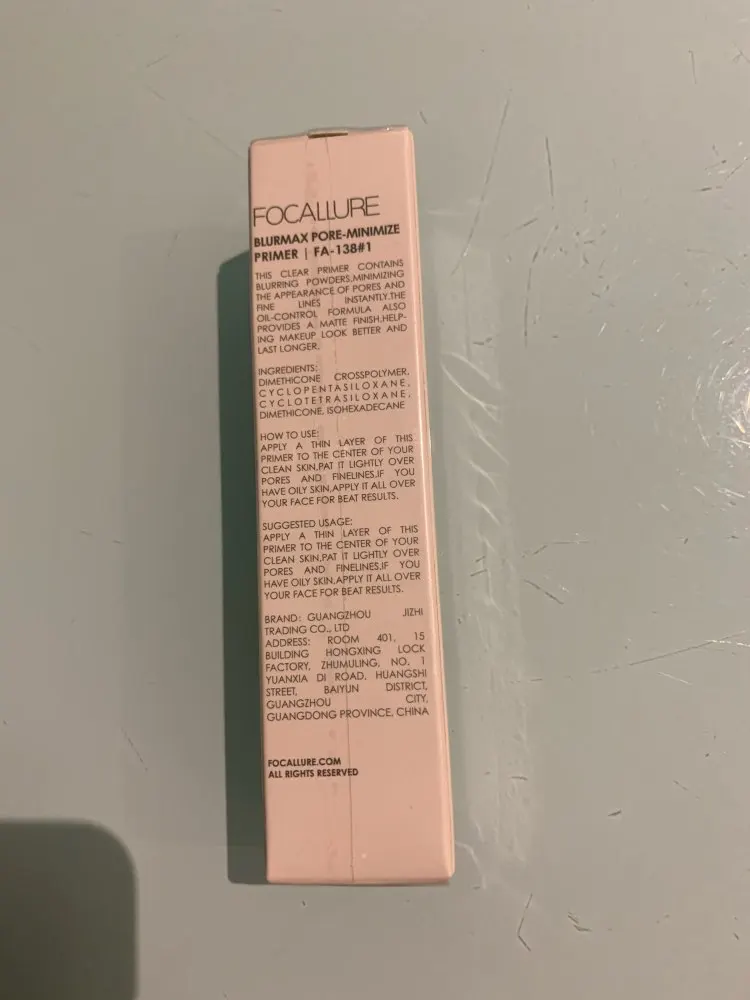 FOCALLURE
BLURMAX PORE-MINIMIZE
PRIMER | FA-138#1
THIS CLEAR PRIMER CONTAINS
BLURRING POWDERS,MINIMIZING
THE APPEARANCE OF PORES AND
FINE LINES INSTANTLY.THE
OIL-CONTROL FORMULA ALSO
PROVIDES A MATTE FINISH,HELP-
ING MAKEUP LOOK BETTER AND
LAST LONGER.
INGREDIENTS:
DIMETHICONE CROSSPOLYMER,
CYCLOPENTASILOXANE,
CYCLOTETRASILOXANE,
DIMETHICONE, ISOHEXADECANE
HOW TO USE:
APPLY A THIN LAYER OF THIS
PRIMER TO THE CENTER OF YOUR
CLEAN SKIN,PAT IT LIGHTLY OVER
PORES AND FINELINES.IF YOU
HAVE OILY SKIN,APPLY IT ALL OVER
YOUR FACE FOR BEAT RESULTS.
SUGGESTED USAGE:
APPLY A THIN LAYER OF THIS
PRIMER TO THE CENTER OF YOUR
CLEAN SKIN,PAT IT LIGHTLY OVER
PORES AND FINELINES.IF YOU
HAVE OILY SKIN,APPLY IT ALL OVER
YOUR FACE FOR BEAT RESULTS.
BRAND: GUANGZHOU JIZHI
TRADING CO., LTD
ADDRESS: ROOM 401, 15
BUILDING HONGXING LOCK
FACTORY, ZHUMULING, NO. 1
YUANXIA DI ROAD, HUANGSHI
STREET, BAIYUN DISTRICT,
GUANGZHOU CITY,
GUANGDONG PROVINCE, CHINA
FOCALLURE.COM
ALL RIGHTS RESERVED